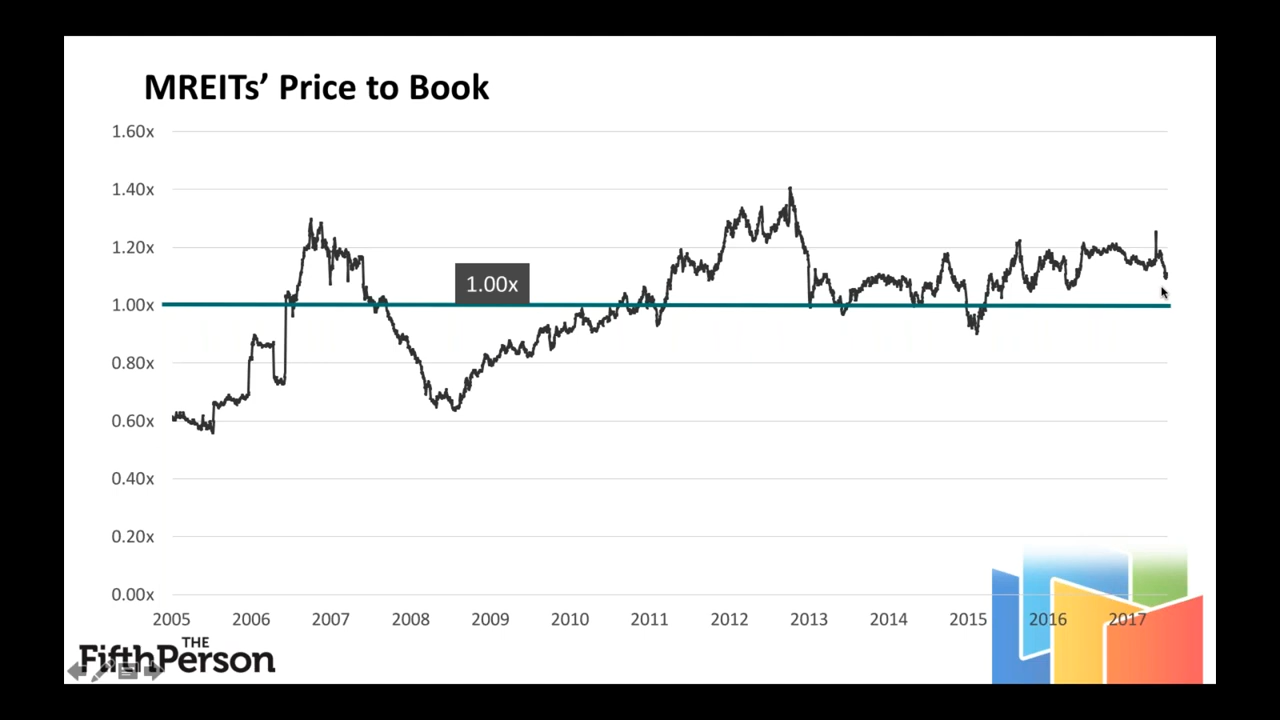 MREITs’ Price to Book
1.60x
1.40x
1.20x
1.00x
1.00x
0.80x
0.60x
0.40x
0.20x
0.00x
2005 2006 2007 2008 2009 2010 2011 2012 2013 2014 2015 2016 2017
THE
FifthPerson